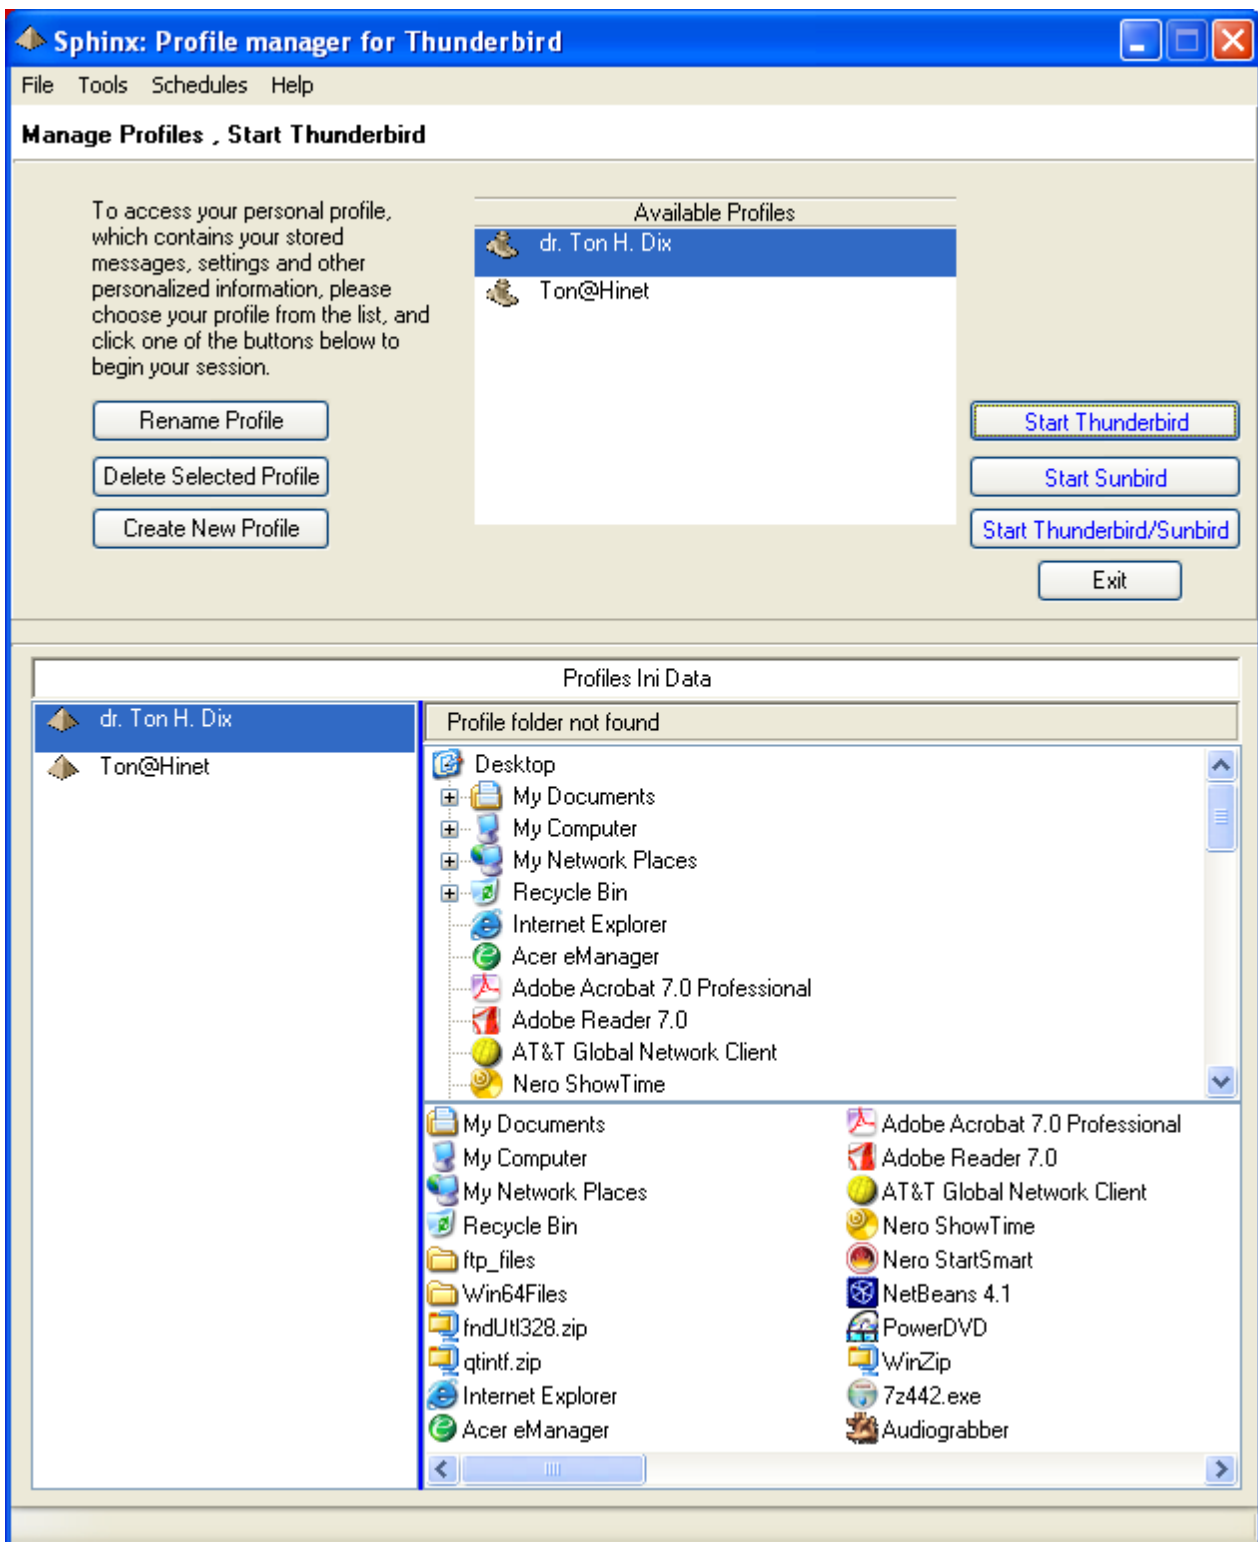 Sphinx: Profile manager for Thunderbird
File Tools Schedules Help
Manage Profiles , Start Thunderbird
To access your personal profile,
which contains your stored
messages, settings and other
personalized information, please
choose your profile from the list, and
click one of the buttons below to
begin your session.
Available Profiles
dr. Ton H. Dix
Ton@Hinet
Rename Profile
Delete Selected Profile
Create New Profile
Start Thunderbird
Start Sunbird
Start Thunderbird/Sunbird
Exit
Profiles Ini Data
dr. Ton H. Dix
Ton@Hinet
Profile folder not found
Desktop
My Documents
My Computer
My Network Places
Recycle Bin
Internet Explorer
Acer eManager
Adobe Acrobat 7.0 Professional
Adobe Reader 7.0
AT&T Global Network Client
Nero ShowTime
My Documents
My Computer
My Network Places
Recycle Bin
ftp_files
Win64Files
fndUtl328.zip
qtintf.zip
Internet Explorer
Acer eManager
Adobe Acrobat 7.0 Professional
Adobe Reader 7.0
AT&T Global Network Client
Nero ShowTime
Nero StartSmart
NetBeans 4.1
PowerDVD
WinZip
7z442.exe
Audiograbber